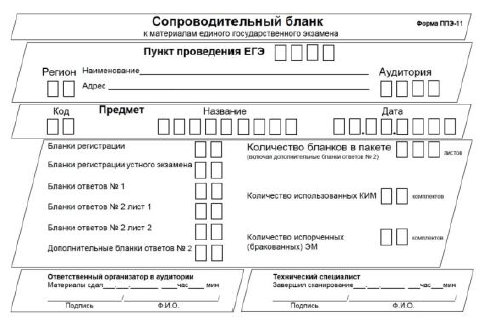 Сопроводительный бланк
Форма ППЭ-11
к материалам единого государственного экзамена
Пункт проведения ЕГЭ
Регион Наименование Аудитория
Адрес
Код Предмет Название Дата
Бланки регистрации
Бланки регистрации устного экзамена
Бланки ответов № 1
Бланки ответов № 2 лист 1
Бланки ответов № 2 лист 2
Дополнительные бланки ответов № 2
Количество бланков в пакете листов
(включая дополнительные бланки ответов № 2)
Количество использованных КИМ комплектов
Количество испорченных комплектов
(бракованных) ЭМ
Ответственный организатор в аудитории
Материалы сдал час мин
Подпись Ф.И.О.
Технический специалист
Завершил сканирование час мин
Подпись Ф.И.О.